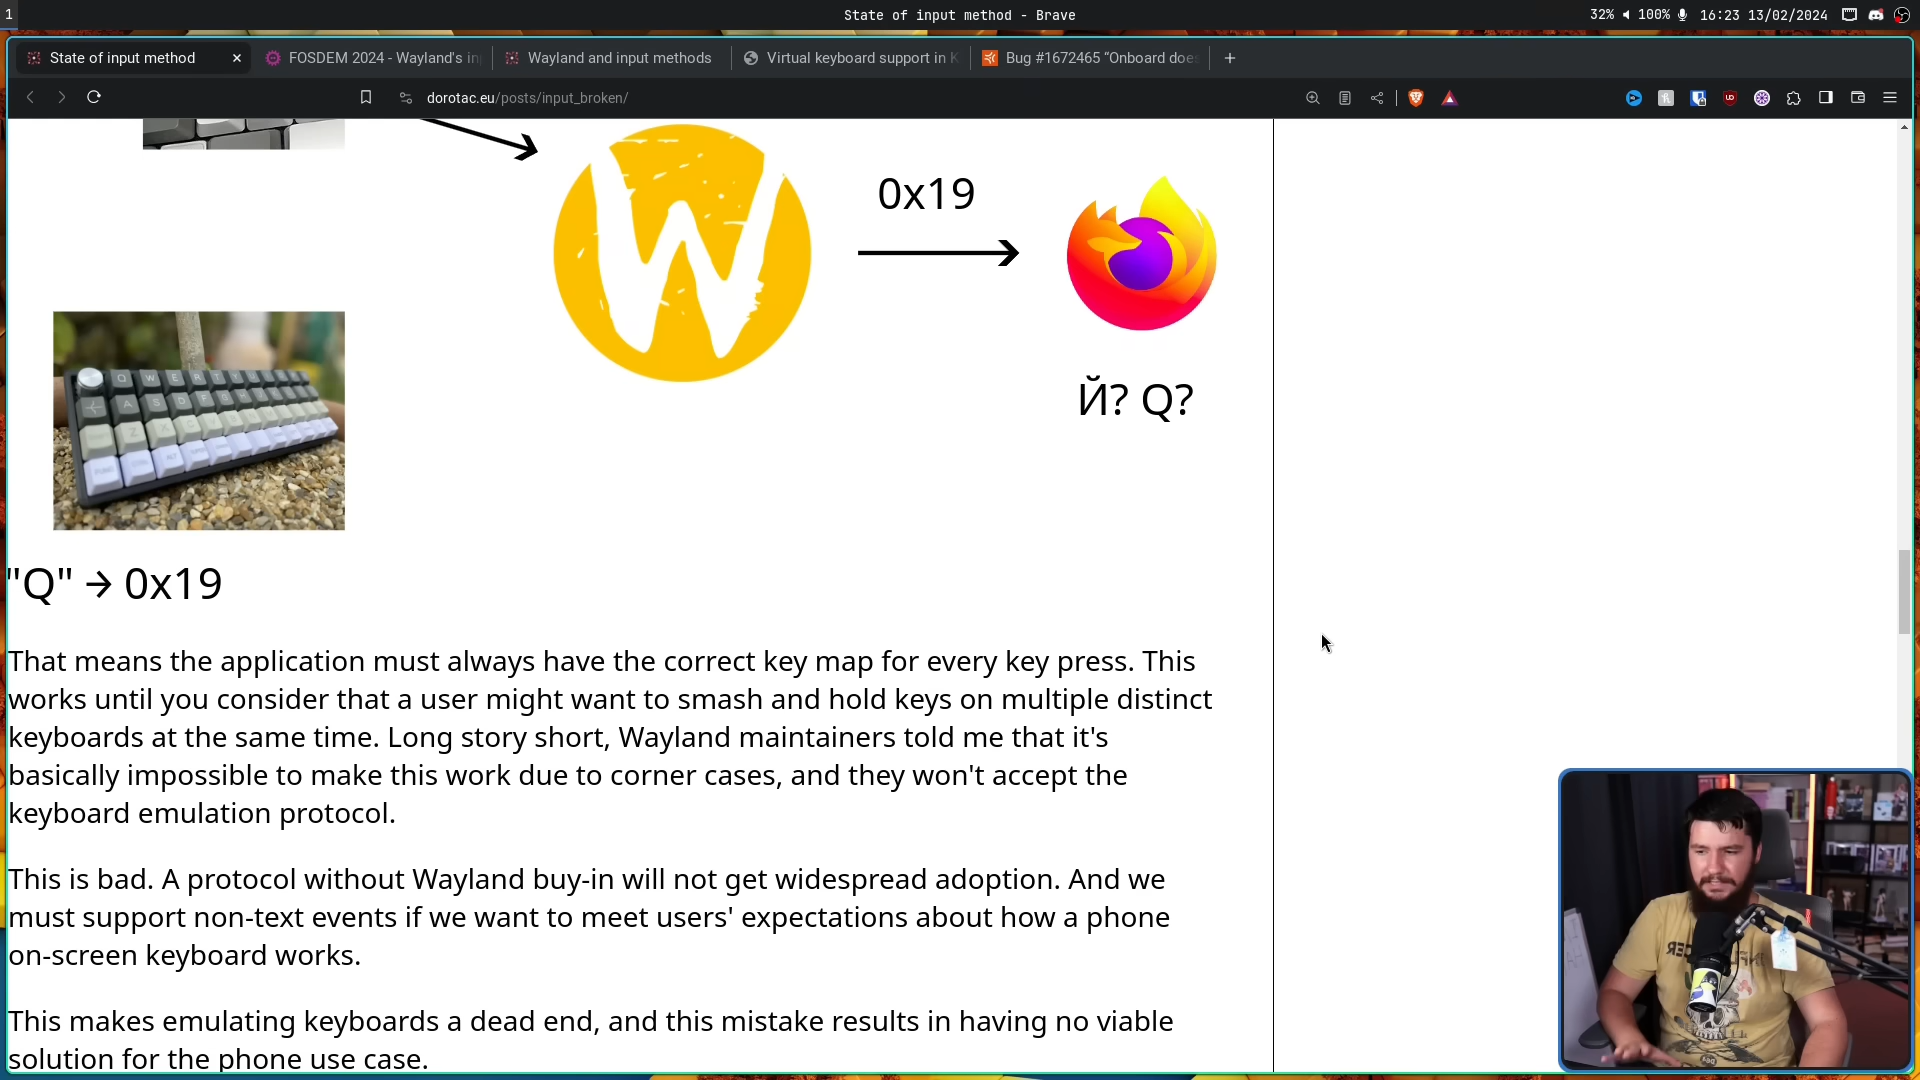 1
State of input method - Brave
32% 100% 16:23 13/02/2024
State of input method
FOSDEM 2024 - Wayland's in
Wayland and input methods
Virtual keyboard support in K
Bug #1672465 “Onboard does
dorotac.eu/posts/input_broken/
0x19
Й? Q?
"Q" → 0x19
That means the application must always have the correct key map for every key press. This
works until you consider that a user might want to smash and hold keys on multiple distinct
keyboards at the same time. Long story short, Wayland maintainers told me that it's
basically impossible to make this work due to corner cases, and they won't accept the
keyboard emulation protocol.
This is bad. A protocol without Wayland buy-in will not get widespread adoption. And we
must support non-text events if we want to meet users' expectations about how a phone
on-screen keyboard works.
This makes emulating keyboards a dead end, and this mistake results in having no viable
solution for the phone use case.